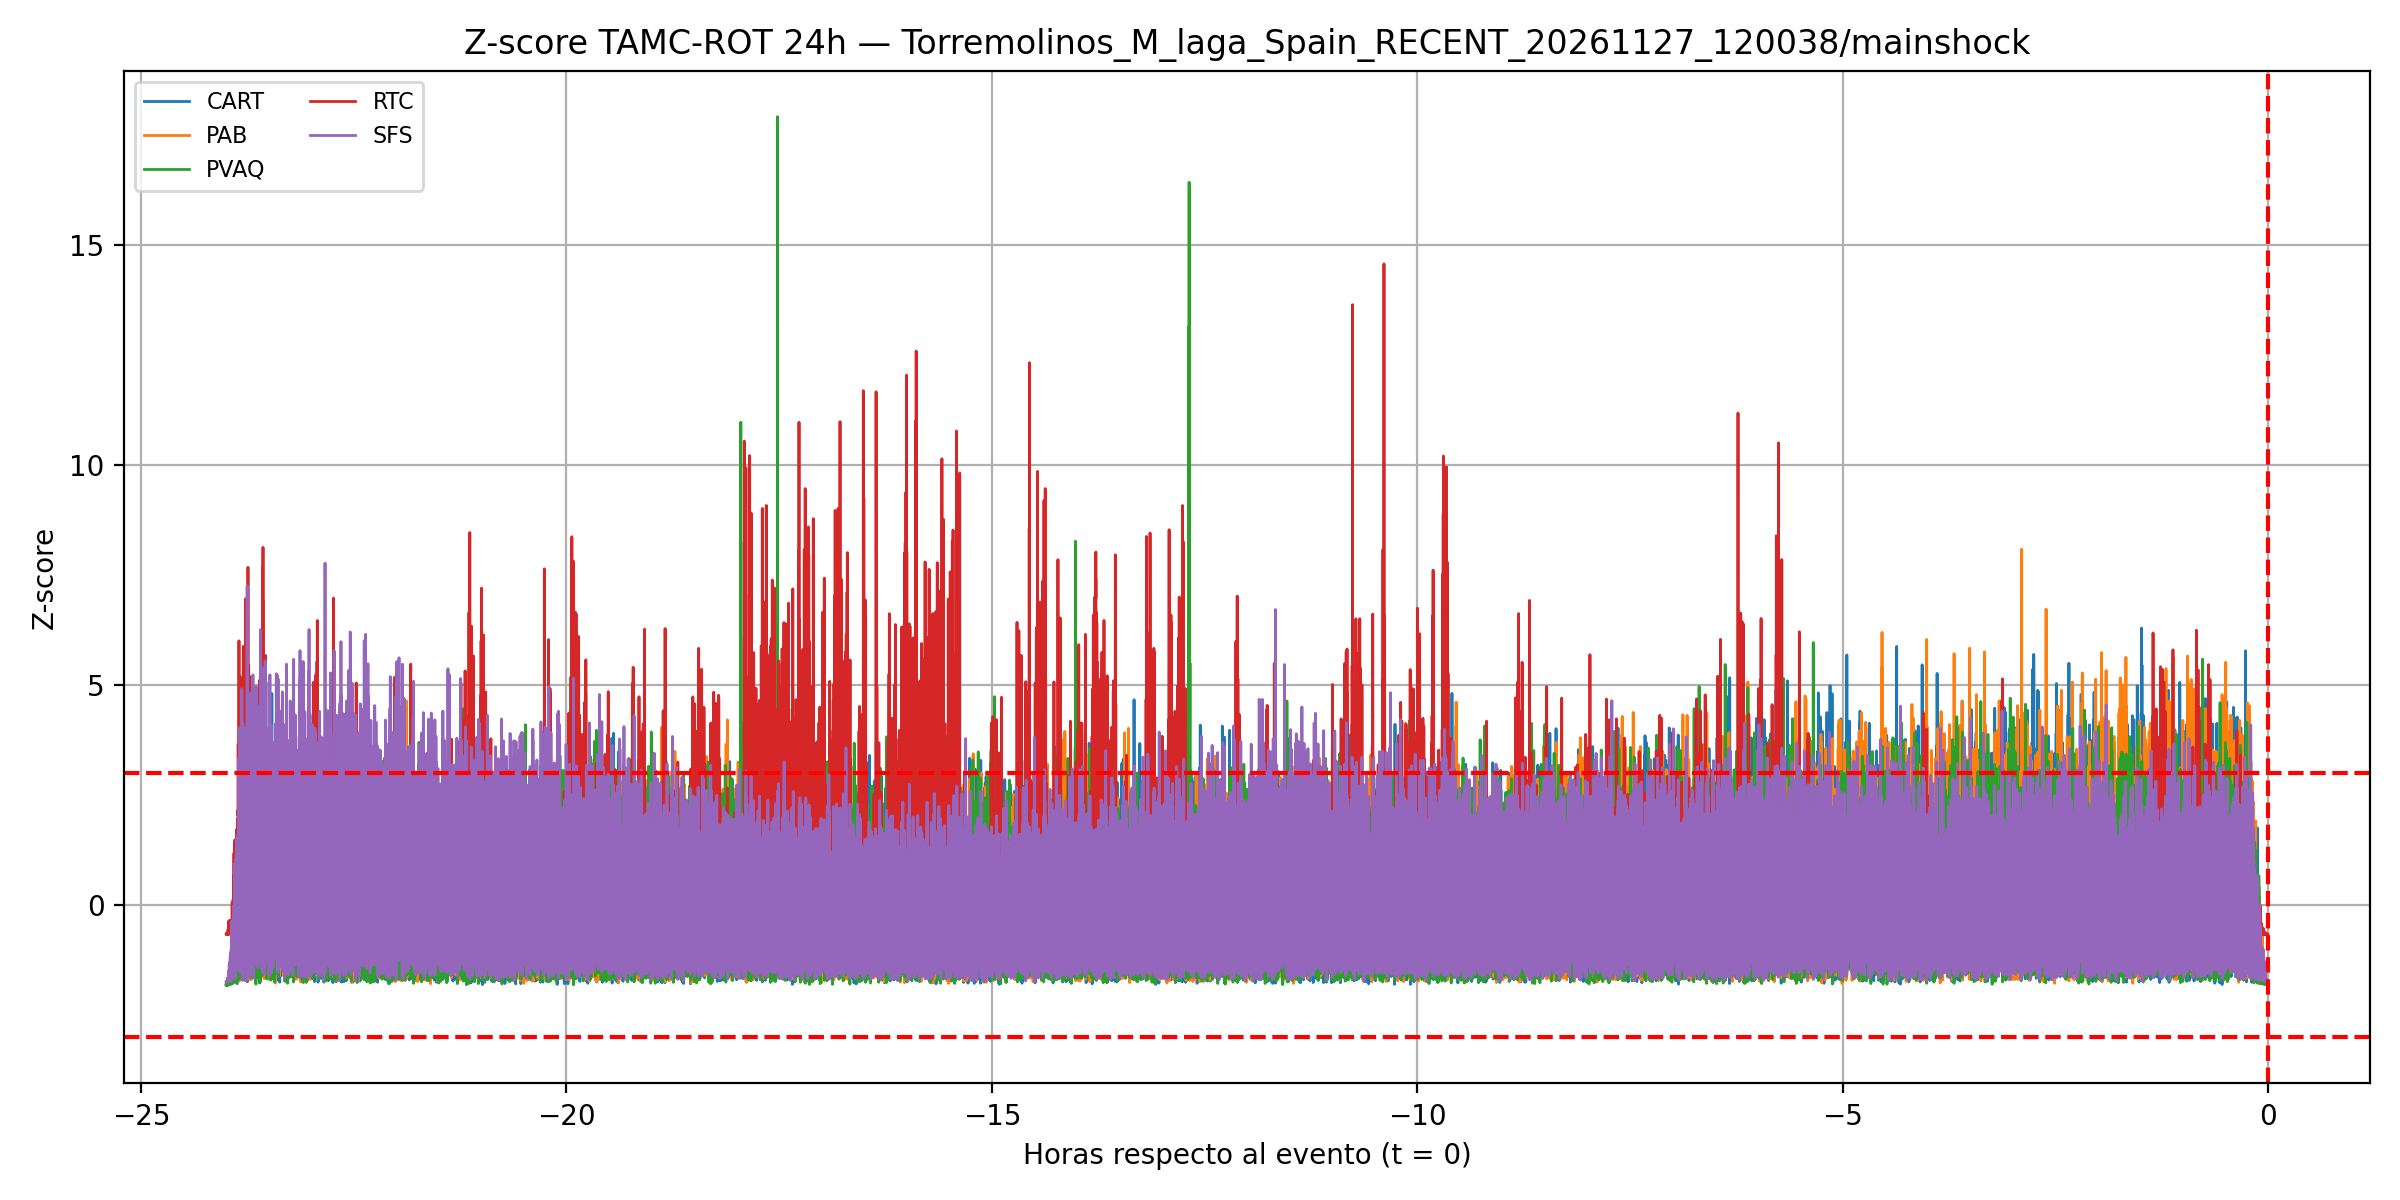 Z-score TAMC-ROT 24h — Torremolinos_M_laga_Spain_RECENT_20261127_120038/mainshock
CART
PAB
PVAQ
RTC
SFS
Z-score
15
10
5
0
−25
−20
−15
−10
−5
0
Horas respecto al evento (t = 0)